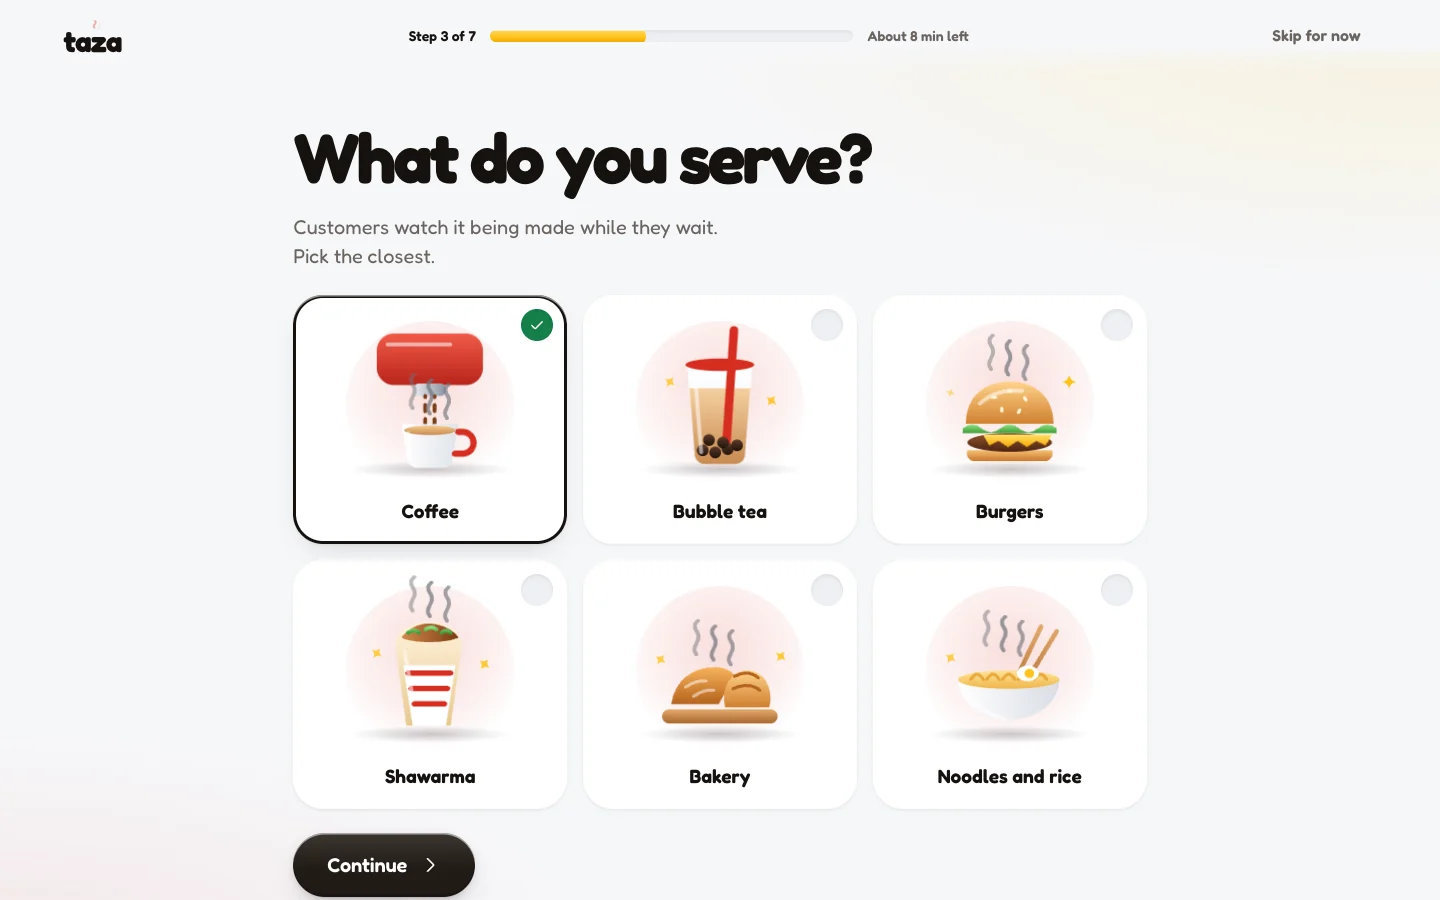 taza
Step 3 of 7
About 8 min left
Skip for now
What do you serve?
Customers watch it being made while they wait.
Pick the closest.
Coffee
Bubble tea
Burgers
Shawarma
Bakery
Noodles and rice
Continue